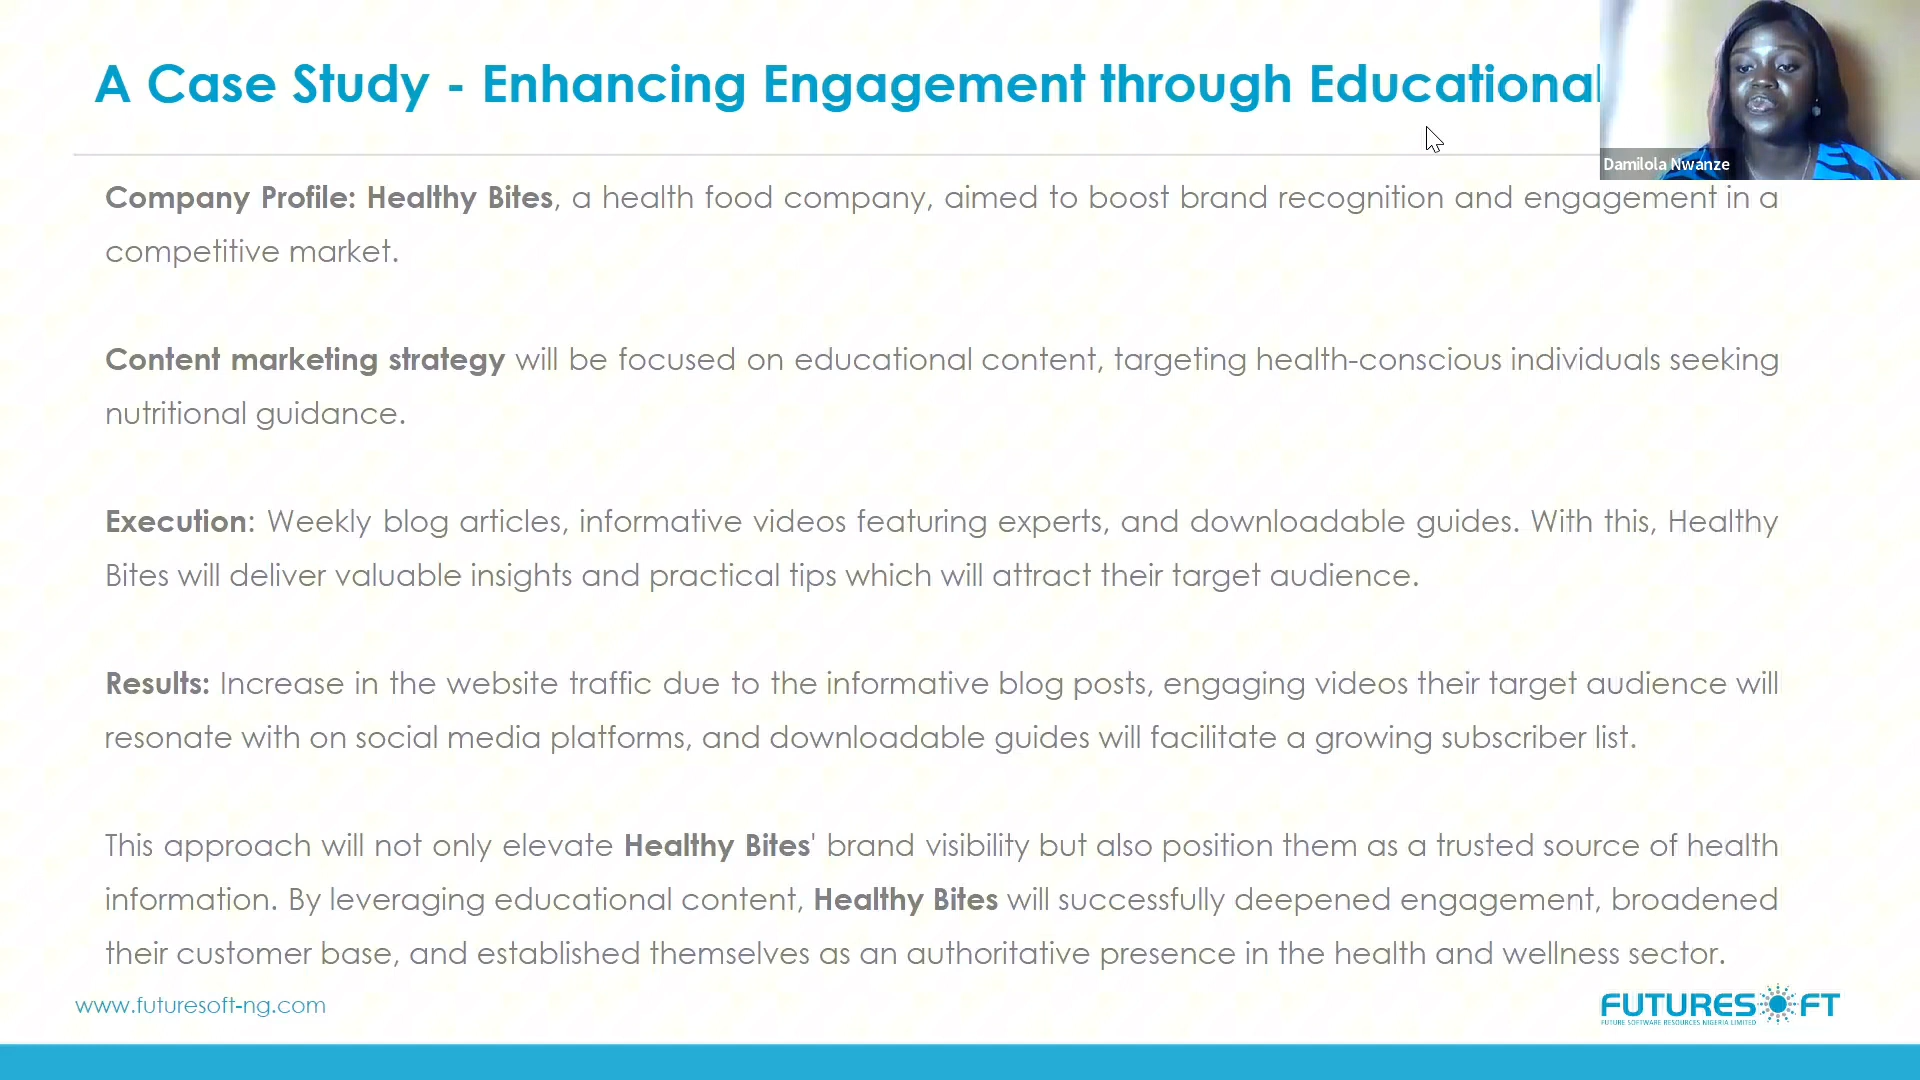 A Case Study - Enhancing Engagement through Educational
Damilola Nwanze
Company Profile: Healthy Bites, a health food company, aimed to boost brand recognition and engagement in a
competitive market.
Content marketing strategy will be focused on educational content, targeting health-conscious individuals seeking
nutritional guidance.
Execution: Weekly blog articles, informative videos featuring experts, and downloadable guides. With this, Healthy
Bites will deliver valuable insights and practical tips which will attract their target audience.
Results: Increase in the website traffic due to the informative blog posts, engaging videos their target audience will
resonate with on social media platforms, and downloadable guides will facilitate a growing subscriber list.
This approach will not only elevate Healthy Bites' brand visibility but also position them as a trusted source of health
information. By leveraging educational content, Healthy Bites will successfully deepened engagement, broadened
their customer base, and established themselves as an authoritative presence in the health and wellness sector.
www.futuresoft-ng.com
FUTURESOFT
FUTURE SOFTWARE RESOURCES NIGERIA LIMITED